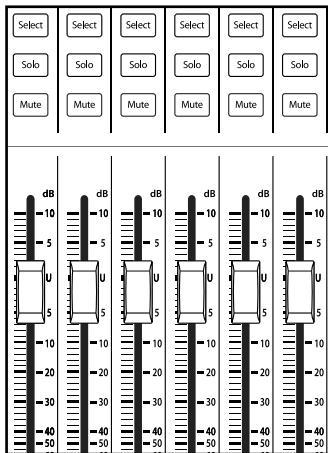 Select Select Select Select Select Select
Solo Solo Solo Solo Solo Solo
Mute Mute Mute Mute Mute Mute
dB dB dB dB dB dB
10 10 10 10 10 10
5 5 5 5 5 5
U U U U U U
5 5 5 5 5 5
10 10 10 10 10 10
20 20 20 20 20 20
30 30 30 30 30 30
40 40 40 40 40 40
50 50 50 50 50 50